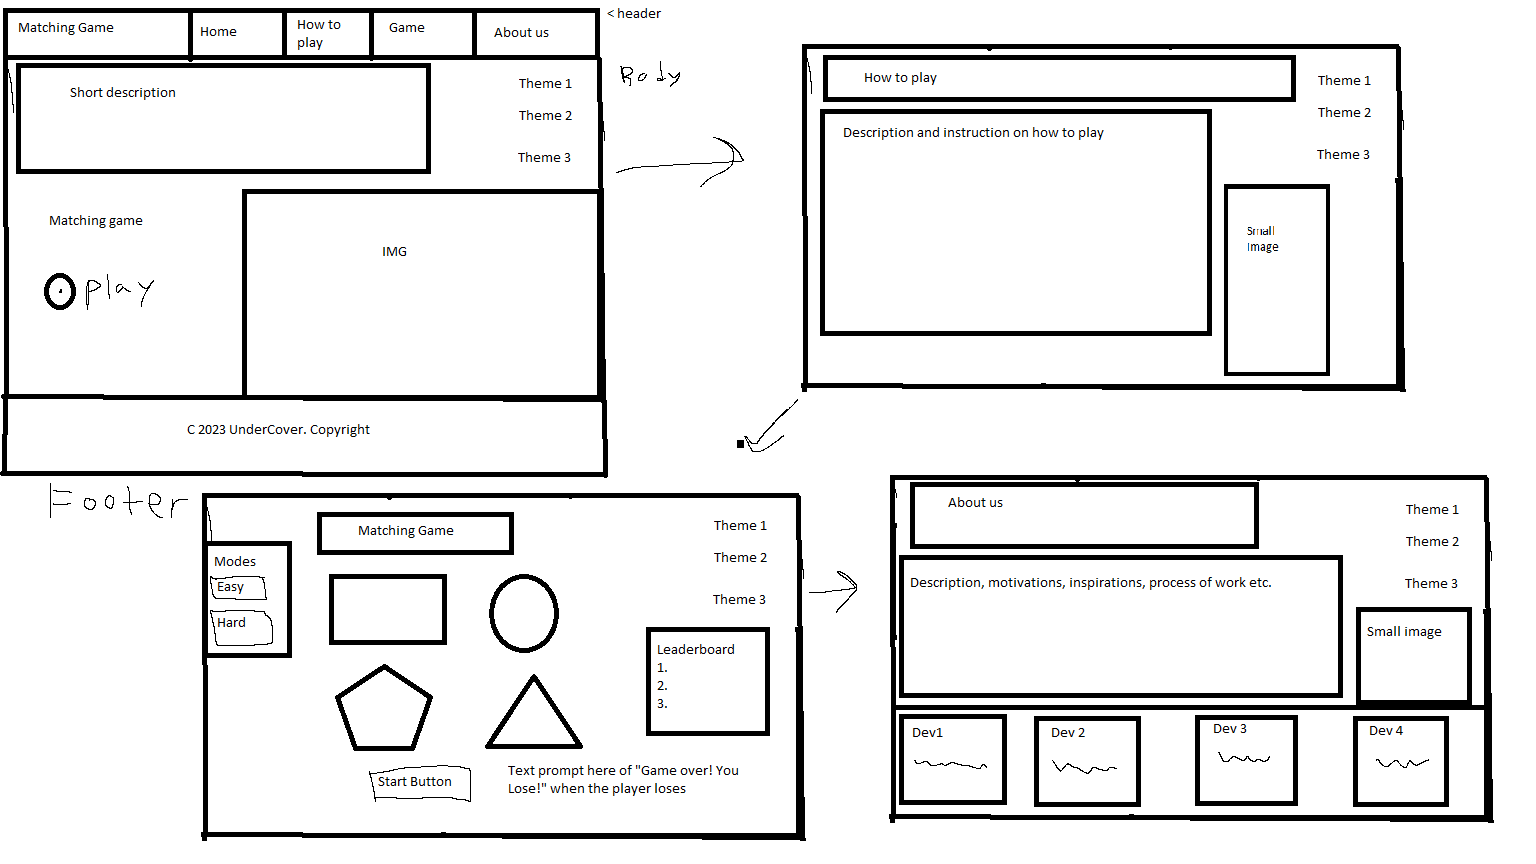 Matching Game
Home
How to
play
Game
About us
< header
Body
Short description
Theme 1
Theme 2
Theme 3
Matching game
play
IMG
C 2023 UnderCover. Copyright
Footer
How to play
Theme 1
Theme 2
Theme 3
Description and instruction on how to play
Small
Image
Matching Game
Theme 1
Theme 2
Theme 3
Modes
Easy
Hard
Leaderboard
1.
2.
3.
Start Button
Text prompt here of "Game over! You
Lose!" when the player loses
About us
Theme 1
Theme 2
Theme 3
Description, motivations, inspirations, process of work etc.
Small image
Dev1
Dev 2
Dev 3
Dev 4